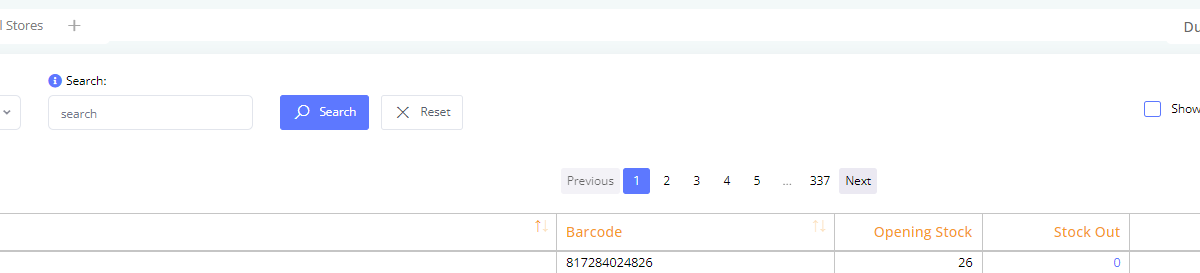 Stores +
Search:
search Search Reset Show
Previous 1 2 3 4 5 ... 337 Next
Barcode Opening Stock Stock Out
817284024826 26 0